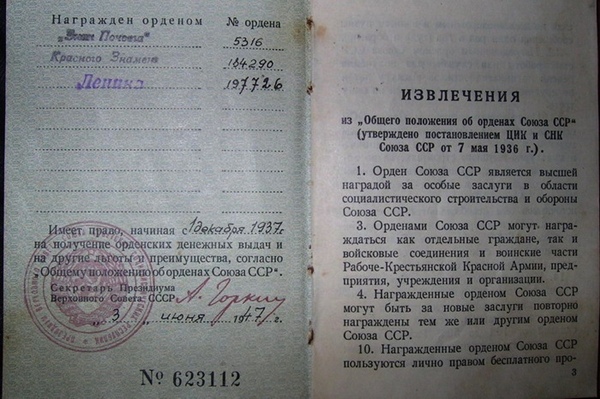 Награжден орденом
№ ордена
„Знак Почета"
5316
Красного Знамени
184290
Ленина
197726
Имеет право, начиная с 1 декабря 1937 г.
на получение орденских денежных выдач и
на другие льготы и преимущества, согласно
„Общему положению об орденах Союза ССР".
Секретарь Президиума
Верховного Совета СССР А. Горкин
„ 3 „ июня 1947 г.
№ 623112
ИЗВЛЕЧЕНИЯ
из „Общего положения об орденах Союза ССР"
(утверждено постановлением ЦИК и СНК
Союза ССР от 7 мая 1936 г.).
1. Орден Союза ССР является высшей
наградой за особые заслуги в области
социалистического строительства и обороны
Союза ССР.
3. Орденами Союза ССР могут награ-
ждаться как отдельные граждане, так и
войсковые соединения и воинские части
Рабоче-Крестьянской Красной Армии, пред-
приятия, учреждения и организации.
4. Награжденные орденом Союза ССР
могут быть за новые заслуги повторно
награждены тем же или другим орденом
Союза ССР.
10. Награжденные орденом Союза ССР
пользуются лично правом бесплатного про-
3